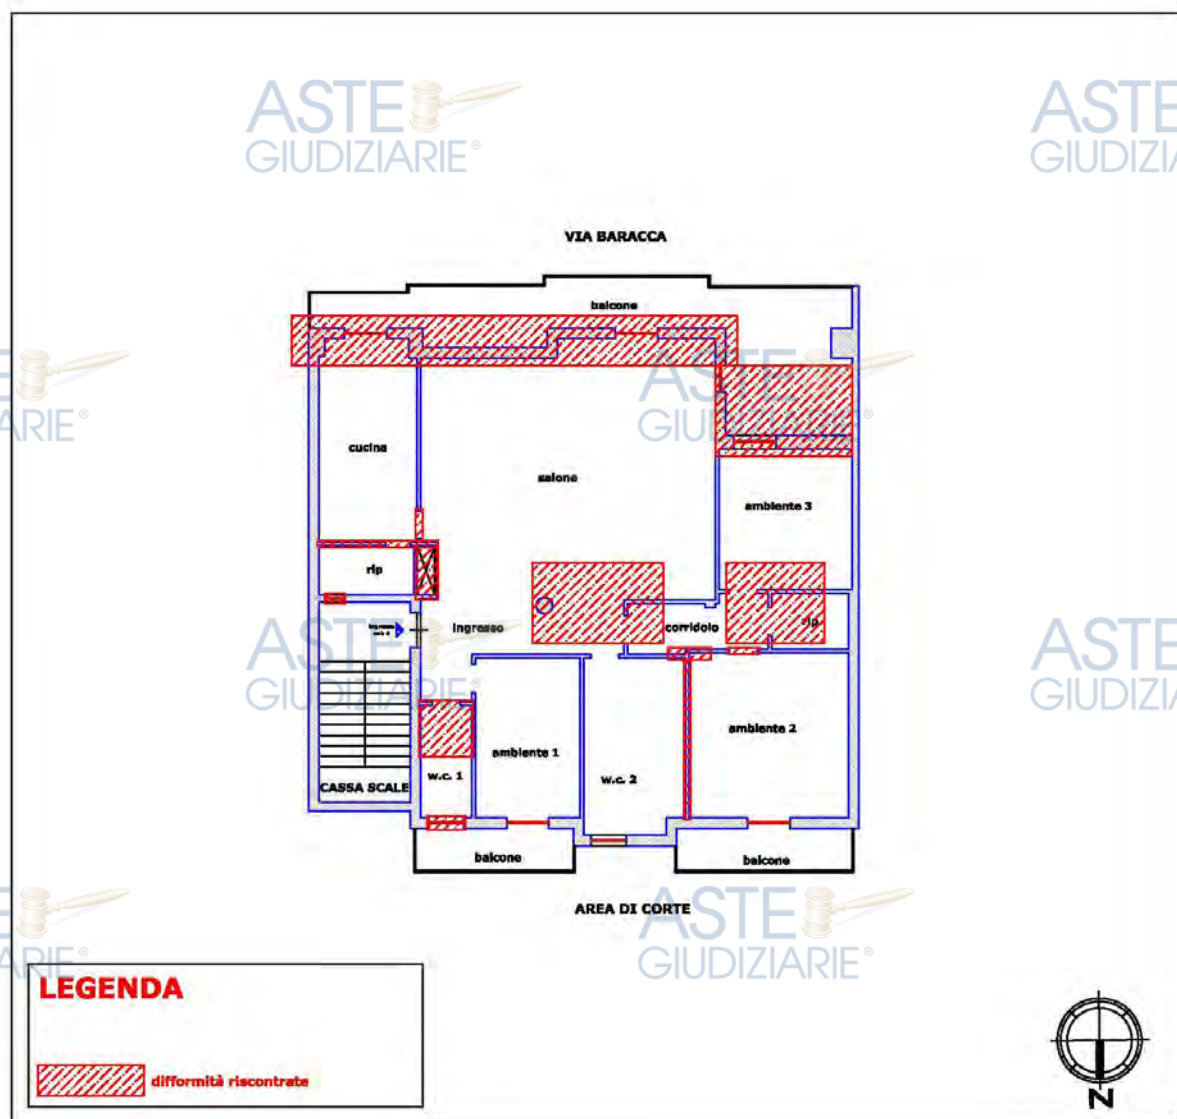 ASTE
GIUDIZIARIE®
ASTE
GIUDIZIA
VIA BARACCA
balcone
ASTE
GIUDIZIARIE®
ARIE®
cucina
salone
ambiente 3
rip
ingresso
corridoio
rip
ASTE
GIUDIZIARIE®
ASTE
GIUDIZIA
ambiente 2
ambiente 1
w.c. 1
w.c. 2
CASSA SCALE
balcone
balcone
AREA DI CORTE
ASTE
GIUDIZIARIE®
ARIE®
LEGENDA
difformità riscontrate
N